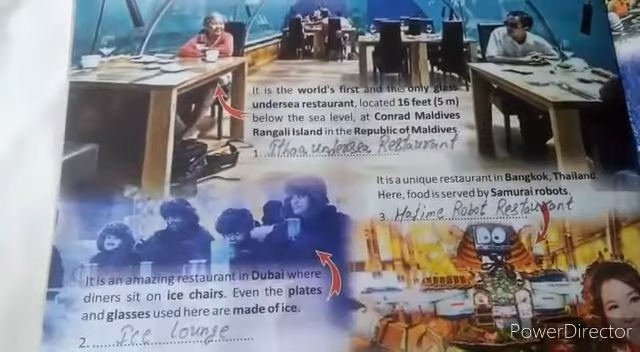 It is the world's first and the only glass
undersea restaurant, located 16 feet (5 m)
below the sea level, at Conrad Maldives
Rangali Island in the Republic of Maldives.
1. Ithaa undersea Restaurant
It is a unique restaurant in Bangkok, Thailand.
Here, food is served by Samurai robots.
3. Hajime Robot Restaurant
It is an amazing restaurant in Dubai where
diners sit on ice chairs. Even the plates
and glasses used here are made of ice.
2. Ice lounge
PowerDirector